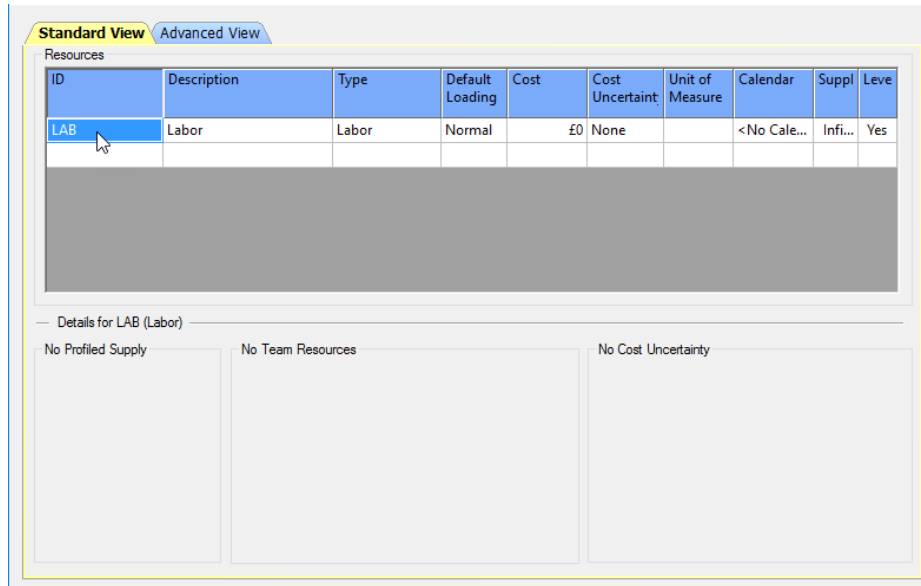 Standard View Advanced View
Resources
ID Description Type Default Loading Cost Cost Uncertaint Unit of Measure Calendar Suppl Leve
LAB Labor Labor Normal £0 None <No Cale... Infi... Yes
Details for LAB (Labor)
No Profiled Supply No Team Resources No Cost Uncertainty